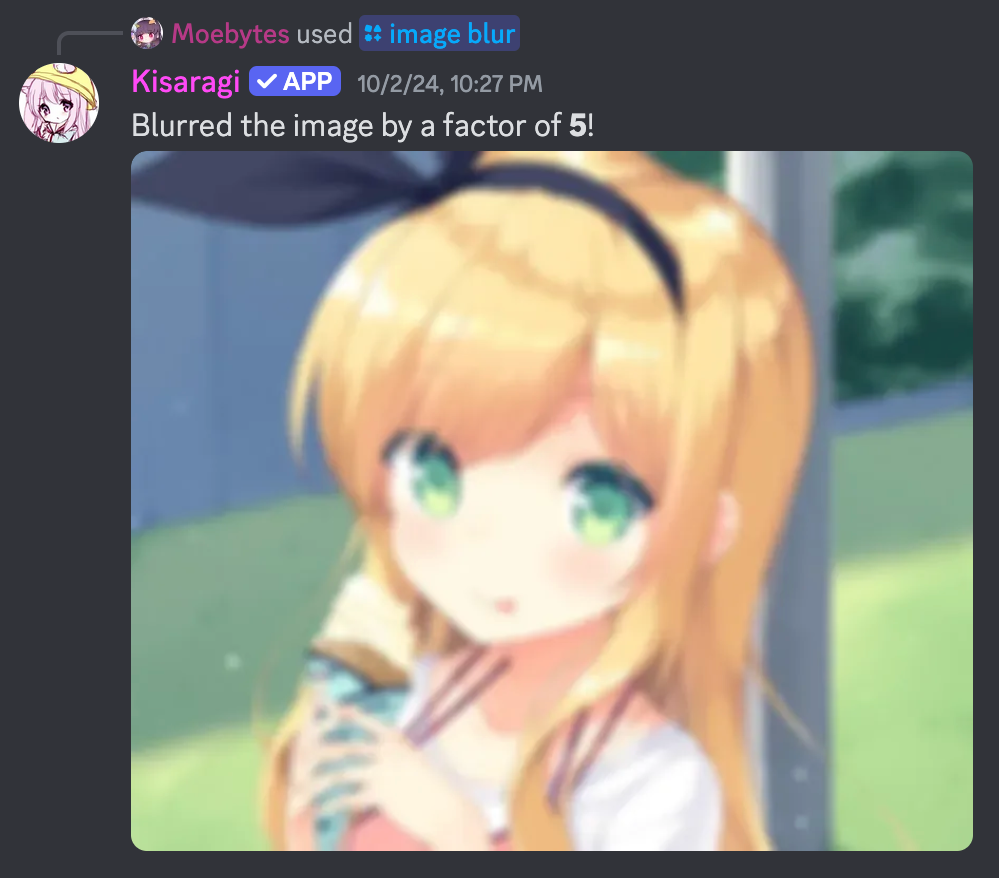 Moebytes used image blur
Kisaragi APP 10/2/24, 10:27 PM
Blurred the image by a factor of 5!